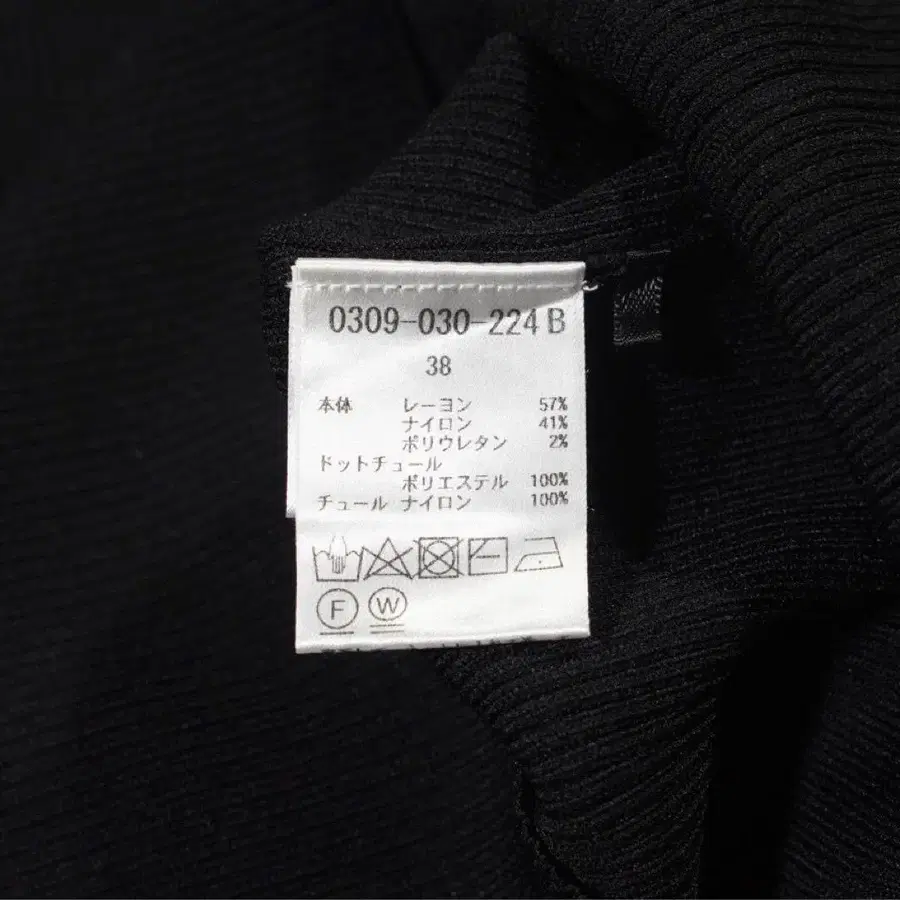 0309-030-224 B
38
本体 レーヨン 57%
ナイロン 41%
ポリウレタン 2%
ドットチュール
ポリエステル 100%
チュール ナイロン 100%
F W